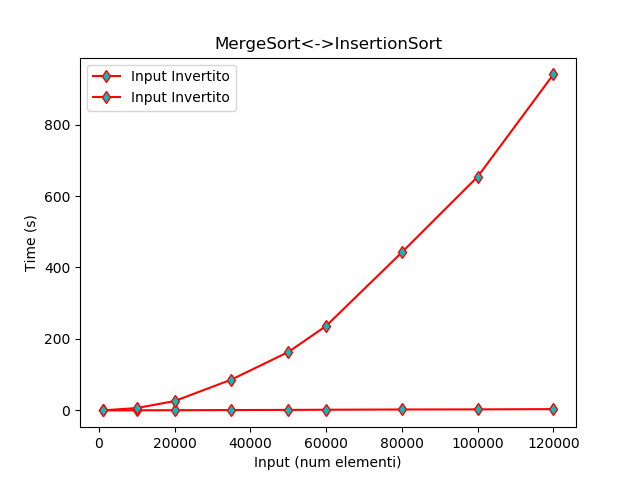 MergeSort<->InsertionSort
Input Invertito
Input Invertito
Time (s)
800
600
400
200
0
0 20000 40000 60000 80000 100000 120000
Input (num elementi)